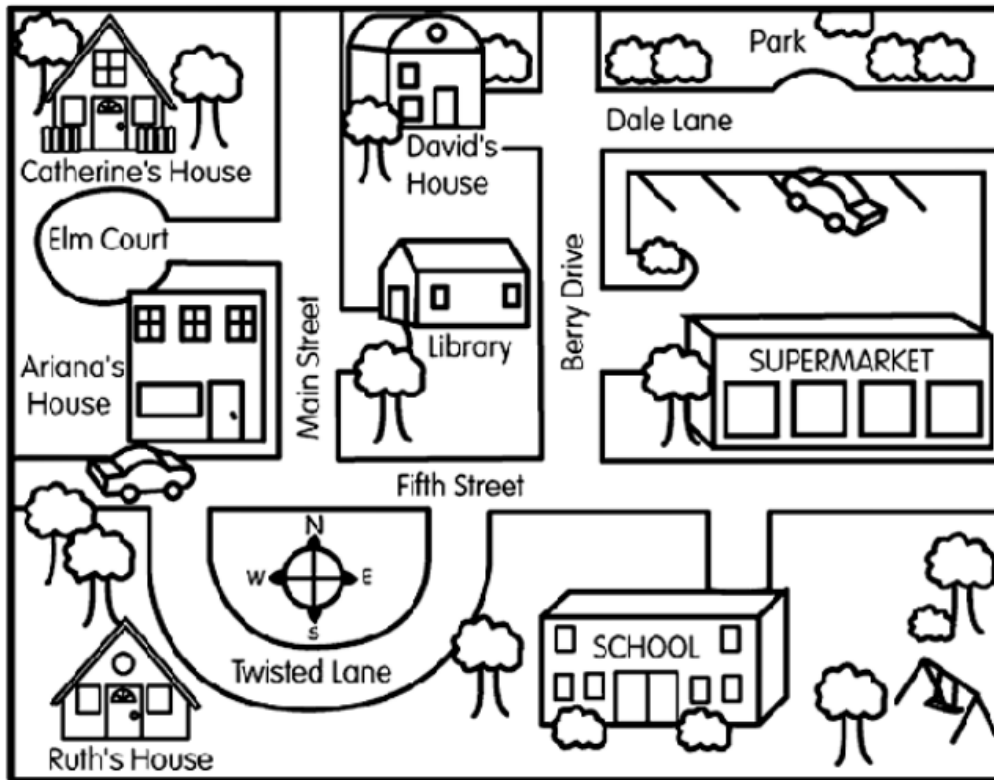 Park
Dale Lane
Catherine's House
David's
House
Elm Court
Berry Drive
Main Street
Library
SUPERMARKET
Ariana's
House
Fifth Street
N
W E
S
SCHOOL
Twisted Lane
Ruth's House